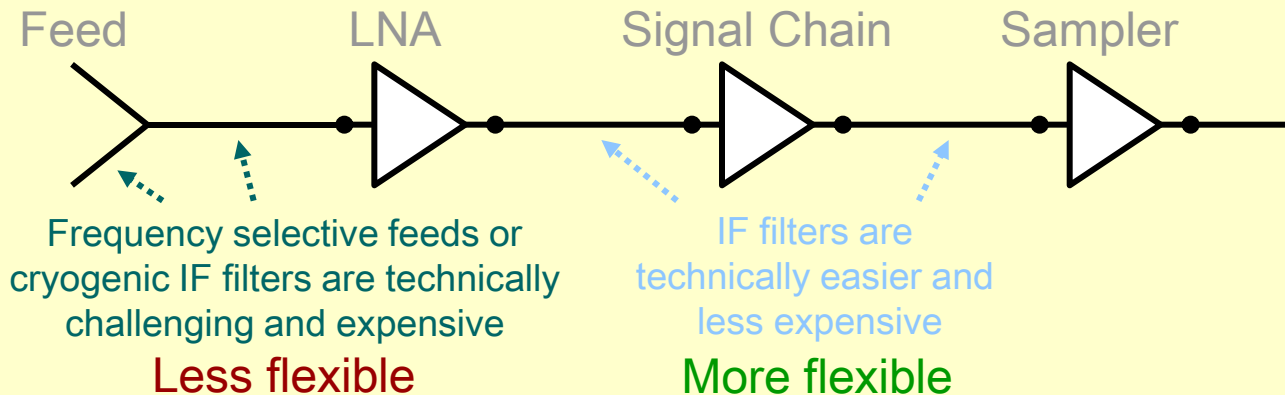 Feed
LNA
Signal Chain
Sampler
Frequency selective feeds or
cryogenic IF filters are technically
challenging and expensive
Less flexible
IF filters are
technically easier and
less expensive
More flexible